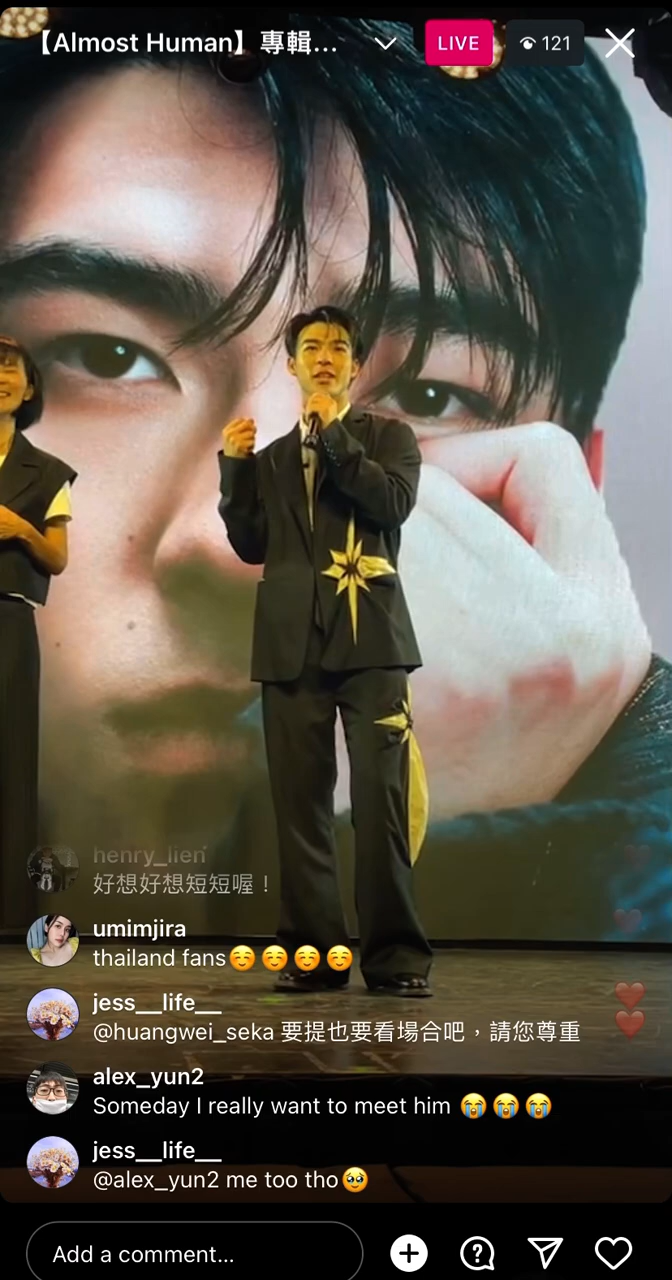 【Almost Human】專輯...
LIVE
121
henry_lien
好想好想短短喔！
umimjira
thailand fans☺️☺️☺️☺️
jess__life__
@huangwei_seka 要提也要看場合吧，請您尊重
alex_yun2
Someday I really want to meet him 😭😭😭
jess__life__
@alex_yun2 me too tho🥹
Add a comment...